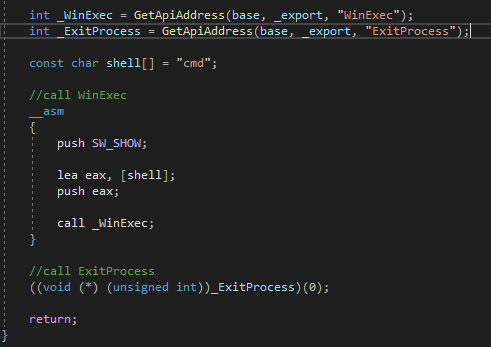 int _WinExec = GetApiAddress(base, _export, "WinExec");
int _ExitProcess = GetApiAddress(base, _export, "ExitProcess");
const char shell[] = "cmd";
//call WinExec
__asm
{
push SW_SHOW;
lea eax, [shell];
push eax;
call _WinExec;
}
//call ExitProcess
((void (*) (unsigned int))_ExitProcess)(0);
return;
}